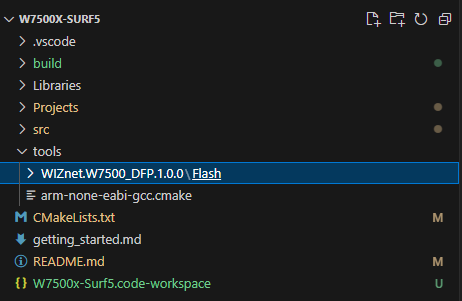 W7500X-SURF5
.vscode
build
Libraries
Projects
src
tools
WIZnet.W7500_DFP.1.0.0\Flash
arm-none-eabi-gcc.cmake
CMakeLists.txt M
getting_started.md
README.md M
W7500x-Surf5.code-workspace U